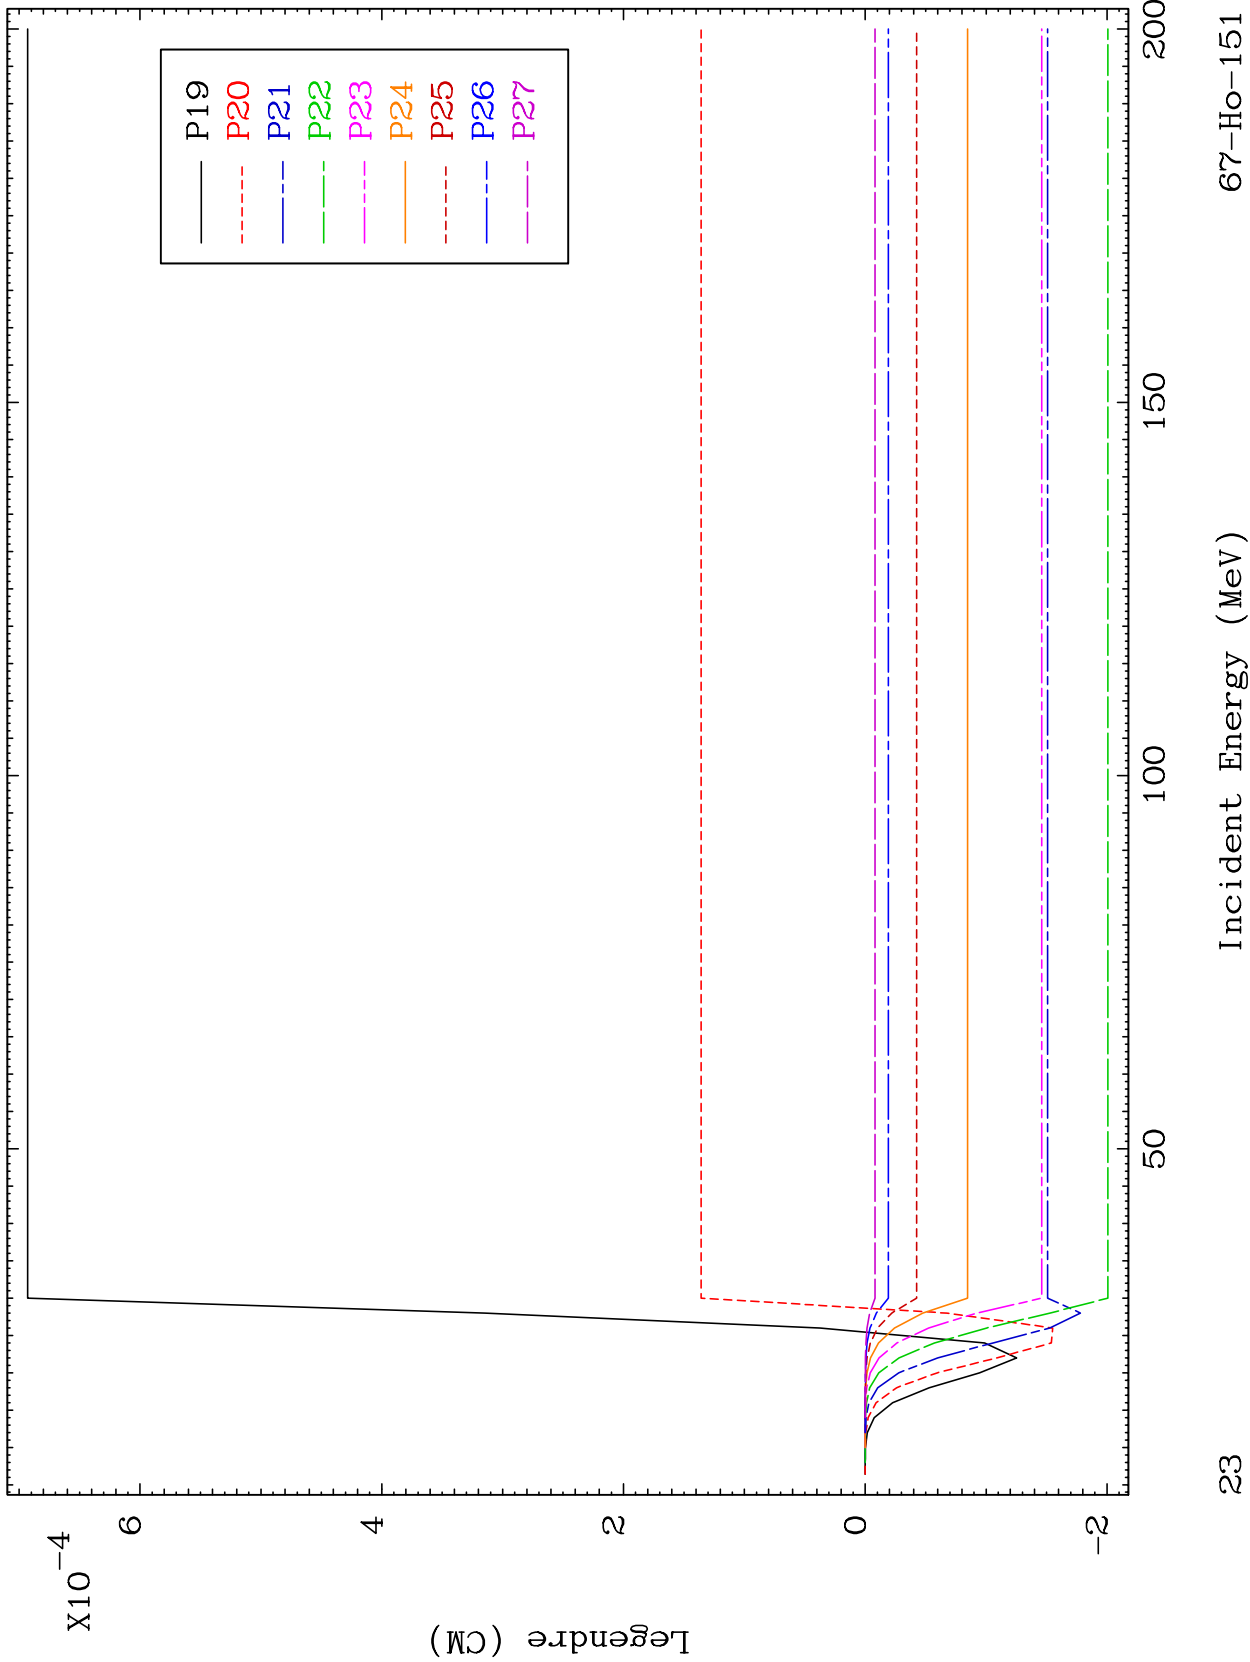 X10-4
6
4
2
0
-2
Legendre (CM)
P19
P20
P21
P22
P23
P24
P25
P26
P27
50
100
150
200
Incident Energy (MeV)
23
67-Ho-151